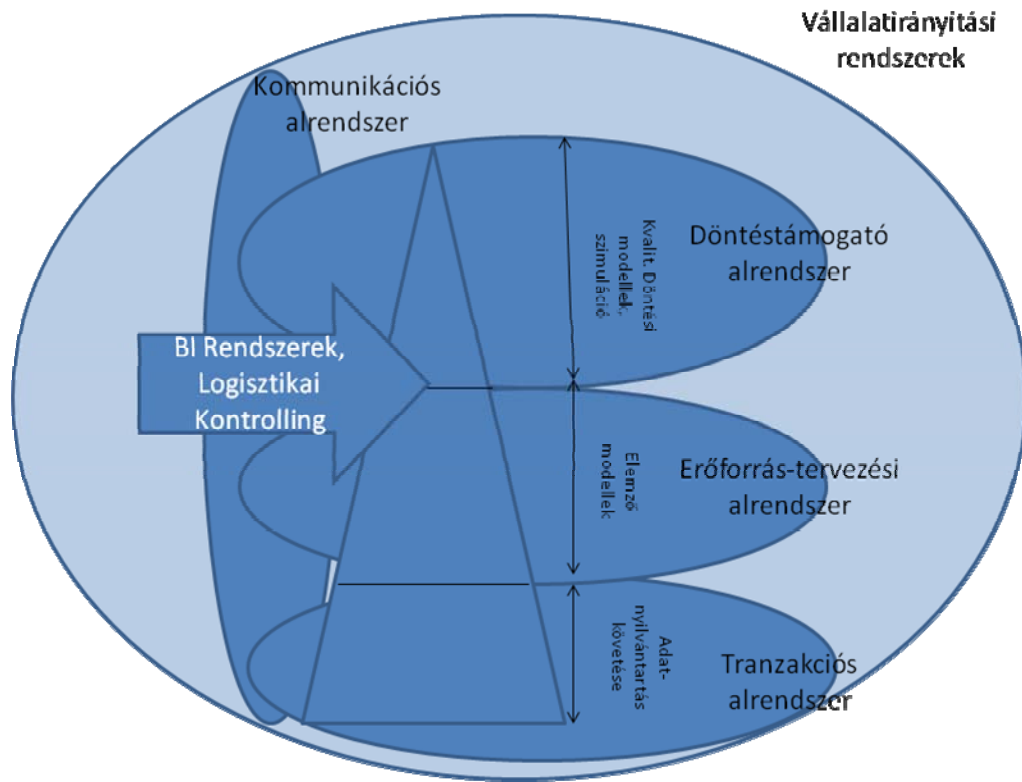 Vállalatirányítási
rendszerek
Kommunikációs
alrendszer
Kvalit. Döntési
modellek,
szimuláció
Döntéstámogató
alrendszer
BI Rendszerek,
Logisztikai
Kontrolling
Elemző
modellek
Erőforrás-tervezési
alrendszer
Adat-
nyilvántartás
követése
Tranzakciós
alrendszer